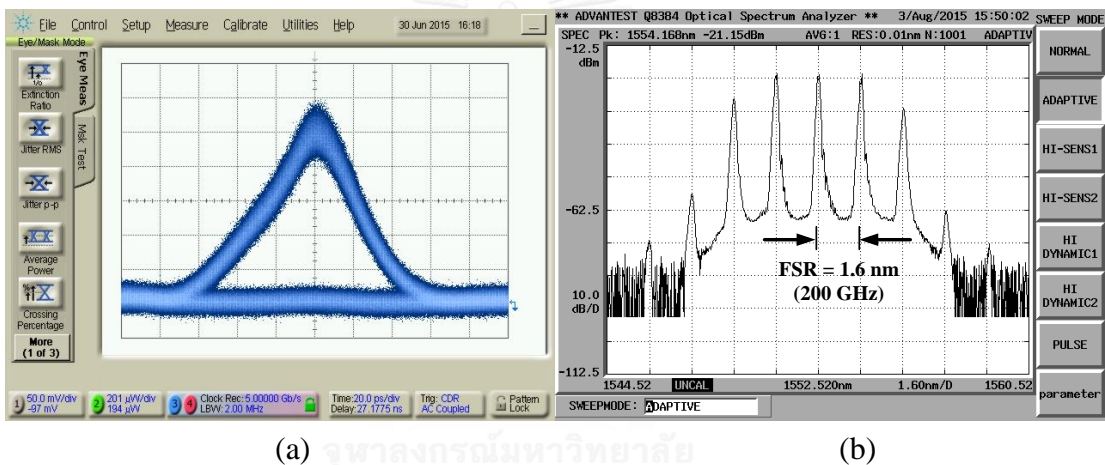 File Control Setup Measure Calibrate Utilities Help 30 Jun 2015 16:18
Eye/Mask Mode
Eye Meas
Msk Test
Extinction
Ratio
Jitter RMS
Jitter p-p
Average
Power
Crossing
Percentage
More
(1 of 3)
1) 50.0 mV/div
-97 mV
2) 201 µW/div
194 µW
3) 4) Clock Rec: 5.00000 Gb/s
LBW: 2.00 MHz
Time:20.0 ps/div
Delay:27.1775 ns
Trig: CDR
AC Coupled
Pattern
Lock
(a)
** ADVANTEST Q8384 Optical Spectrum Analyzer ** 3/Aug/2015 15:50:02
SPEC Pk: 1554.168nm -21.15dBm AVG:1 RES:0.01nm N:1001 ADAPTIV
-12.5
dBm
-62.5
10.0
dB/D
-112.5
FSR = 1.6 nm
(200 GHz)
1544.52 UNCAL 1552.520nm 1.60nm/D 1560.52
SWEEPMODE: ADAPTIVE
SWEEP MODE
NORMAL
ADAPTIVE
HI-SENS1
HI-SENS2
HI
DYNAMIC1
HI
DYNAMIC2
PULSE
parameter
(b)
จุฬาลงกรณ์มหาวิทยาลัย